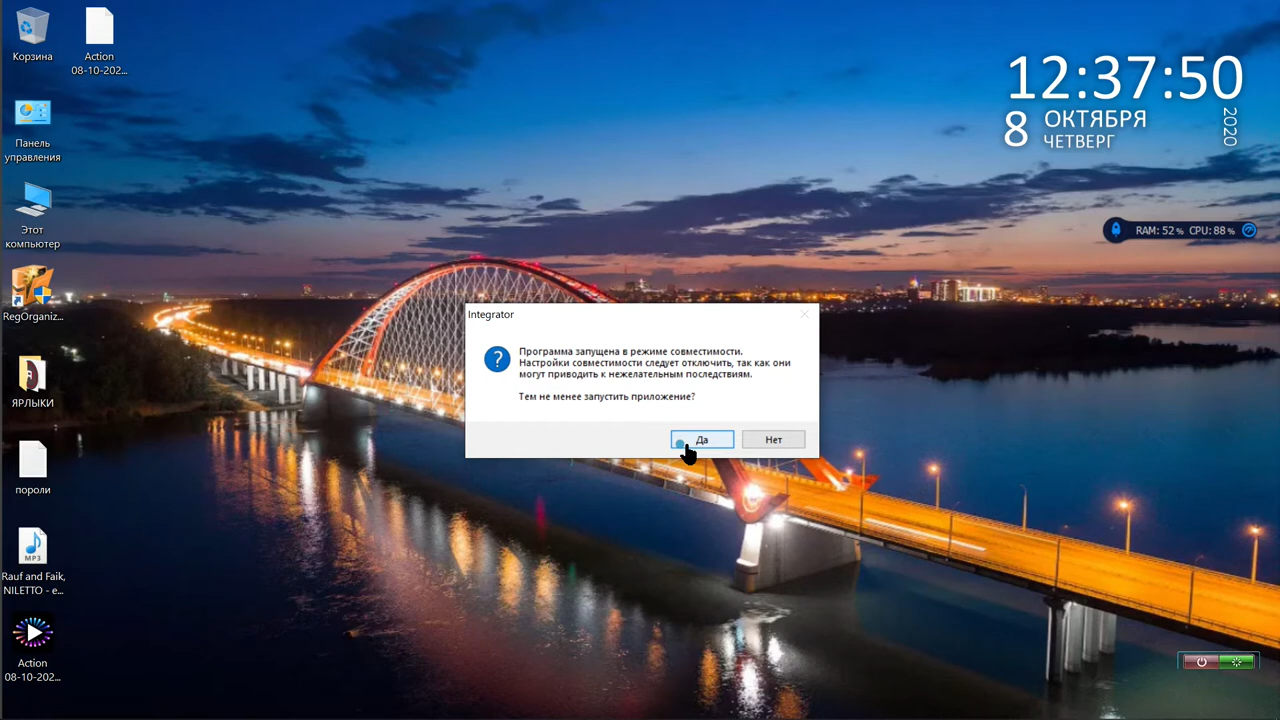 Корзина
Action
08-10-202...
Панель
управления
Этот
компьютер
RegOrganiz...
ЯРЛЫКИ
пороли
MP3
Rauf and Faik,
NILETTO - е...
Action
08-10-202...
12:37:50
8 ОКТЯБРЯ
ЧЕТВЕРГ
2020
RAM: 52 % CPU: 88 %
Integrator
Программа запущена в режиме совместимости.
Настройки совместимости следует отключить, так как они
могут приводить к нежелательным последствиям.
Тем не менее запустить приложение?
Да
Нет